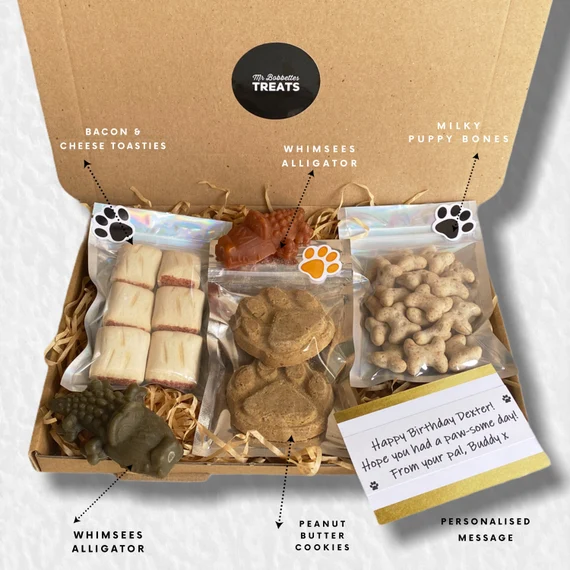 Mr Bobbettes
TREATS
BACON &
CHEESE TOASTIES
WHIMSEES
ALLIGATOR
MILKY
PUPPY BONES
Happy Birthday Dexter!
Hope you had a paw-some day!
From your pal, Buddy x
WHIMSEES
ALLIGATOR
PEANUT
BUTTER
COOKIES
PERSONALISED
MESSAGE